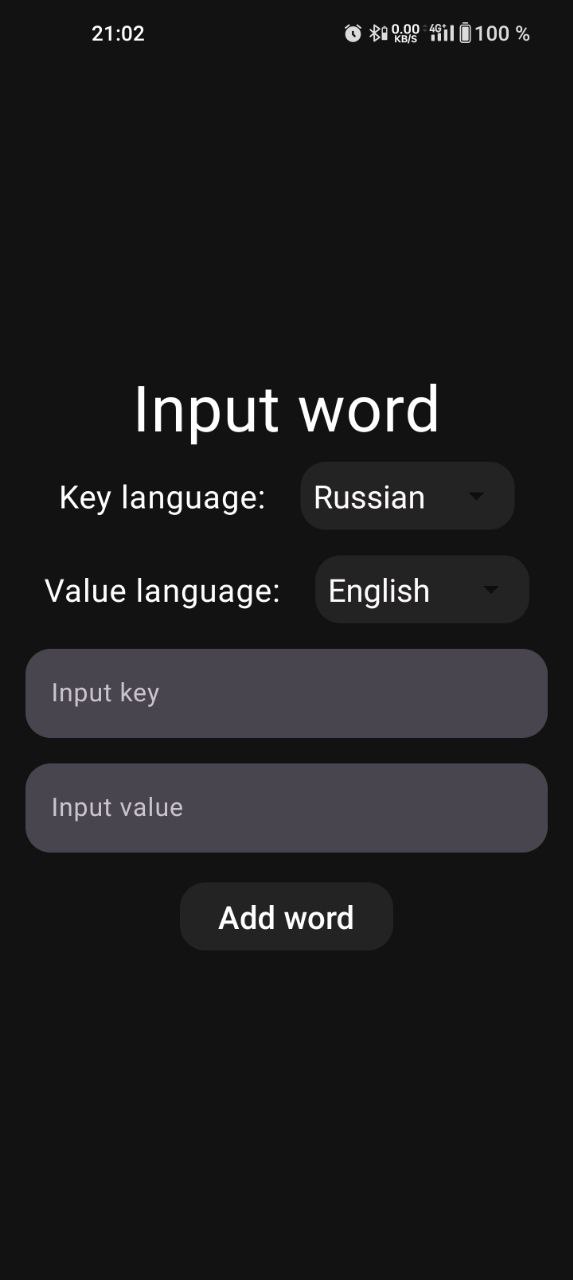 21:02 0.00 KB/S 4G+ 100 %
Input word
Key language: Russian
Value language: English
Input key
Input value
Add word